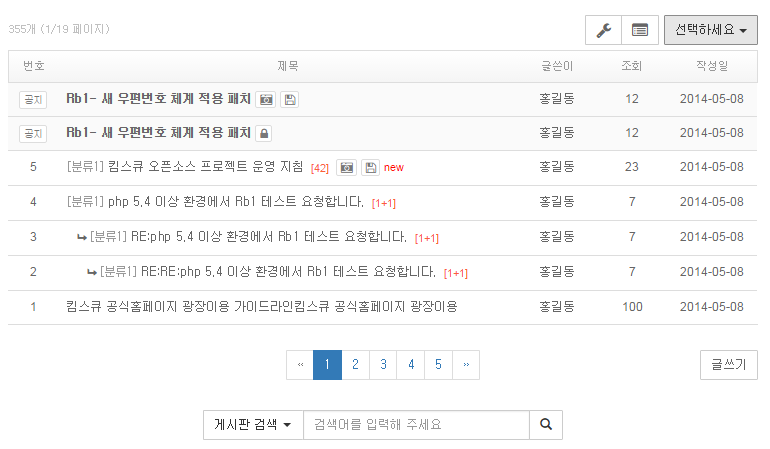 355개 (1/19 페이지)
선택하세요
번호 제목 글쓴이 조회 작성일
공지 Rb1- 새 우편번호 체계 적용 패치 홍길동 12 2014-05-08
공지 Rb1- 새 우편번호 체계 적용 패치 홍길동 12 2014-05-08
5 [분류1] 킴스큐 오픈소스 프로젝트 운영 지침 [42] new 홍길동 23 2014-05-08
4 [분류1] php 5.4 이상 환경에서 Rb1 테스트 요청합니다. [1+1] 홍길동 7 2014-05-08
3 [분류1] RE:php 5.4 이상 환경에서 Rb1 테스트 요청합니다. [1+1] 홍길동 7 2014-05-08
2 [분류1] RE:RE:php 5.4 이상 환경에서 Rb1 테스트 요청합니다. [1+1] 홍길동 7 2014-05-08
1 킴스큐 공식홈페이지 광장이용 가이드라인킴스큐 공식홈페이지 광장이용 홍길동 100 2014-05-08
« 1 2 3 4 5 » 글쓰기
게시판 검색 검색어를 입력해 주세요